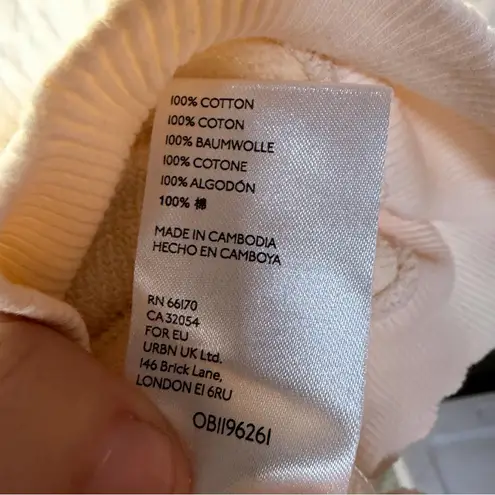 100% COTTON
100% COTON
100% BAUMWOLLE
100% COTONE
100% ALGODÓN
100% 棉
MADE IN CAMBODIA
HECHO EN CAMBOYA
RN 66170
CA 32054
FOR EU
URBN UK Ltd.
146 Brick Lane,
LONDON E1 6RU
OB1196261